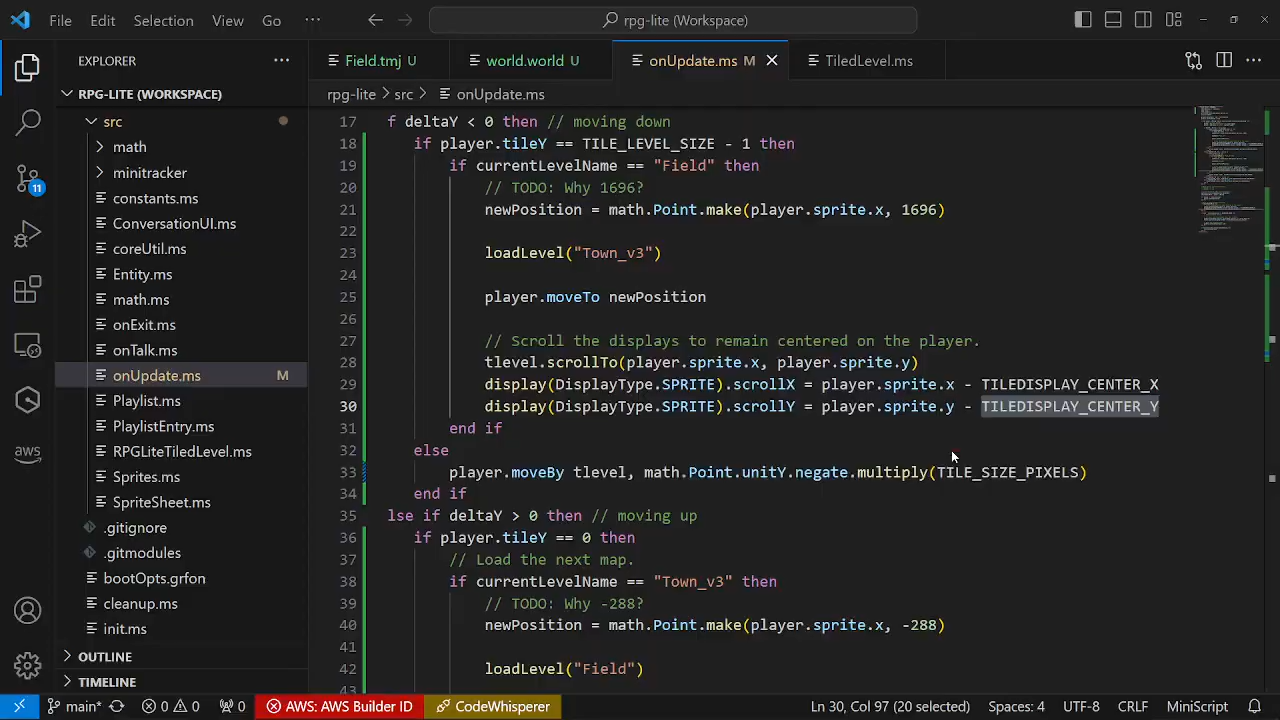 File Edit Selection View Go ··· rpg-lite (Workspace)
EXPLORER ··· Field.tmj U world.world U onUpdate.ms M TiledLevel.ms ···
RPG-LITE (WORKSPACE) rpg-lite > src > onUpdate.ms
src
math
minitracker
constants.ms
ConversationUI.ms
coreUtil.ms
Entity.ms
math.ms
onExit.ms
onTalk.ms
onUpdate.ms M
Playlist.ms
PlaylistEntry.ms
RPGLiteTiledLevel.ms
Sprites.ms
SpriteSheet.ms
.gitignore
.gitmodules
bootOpts.grfon
cleanup.ms
init.ms
OUTLINE
TIMELINE
11
aws
17 f deltaY < 0 then // moving down
18 if player.tileY == TILE_LEVEL_SIZE - 1 then
19 if currentLevelName == "Field" then
20 // TODO: Why 1696?
21 newPosition = math.Point.make(player.sprite.x, 1696)
22
23 loadLevel("Town_v3")
24
25 player.moveTo newPosition
26
27 // Scroll the displays to remain centered on the player.
28 tlevel.scrollTo(player.sprite.x, player.sprite.y)
29 display(DisplayType.SPRITE).scrollX = player.sprite.x - TILEDISPLAY_CENTER_X
30 display(DisplayType.SPRITE).scrollY = player.sprite.y - TILEDISPLAY_CENTER_Y
31 end if
32 else
33 player.moveBy tlevel, math.Point.unitY.negate.multiply(TILE_SIZE_PIXELS)
34 end if
35 lse if deltaY > 0 then // moving up
36 if player.tileY == 0 then
37 // Load the next map.
38 if currentLevelName == "Town_v3" then
39 // TODO: Why -288?
40 newPosition = math.Point.make(player.sprite.x, -288)
41
42 loadLevel("Field")
43
main* 0 0 0 AWS: AWS Builder ID CodeWhisperer Ln 30, Col 97 (20 selected) Spaces: 4 UTF-8 CRLF MiniScript